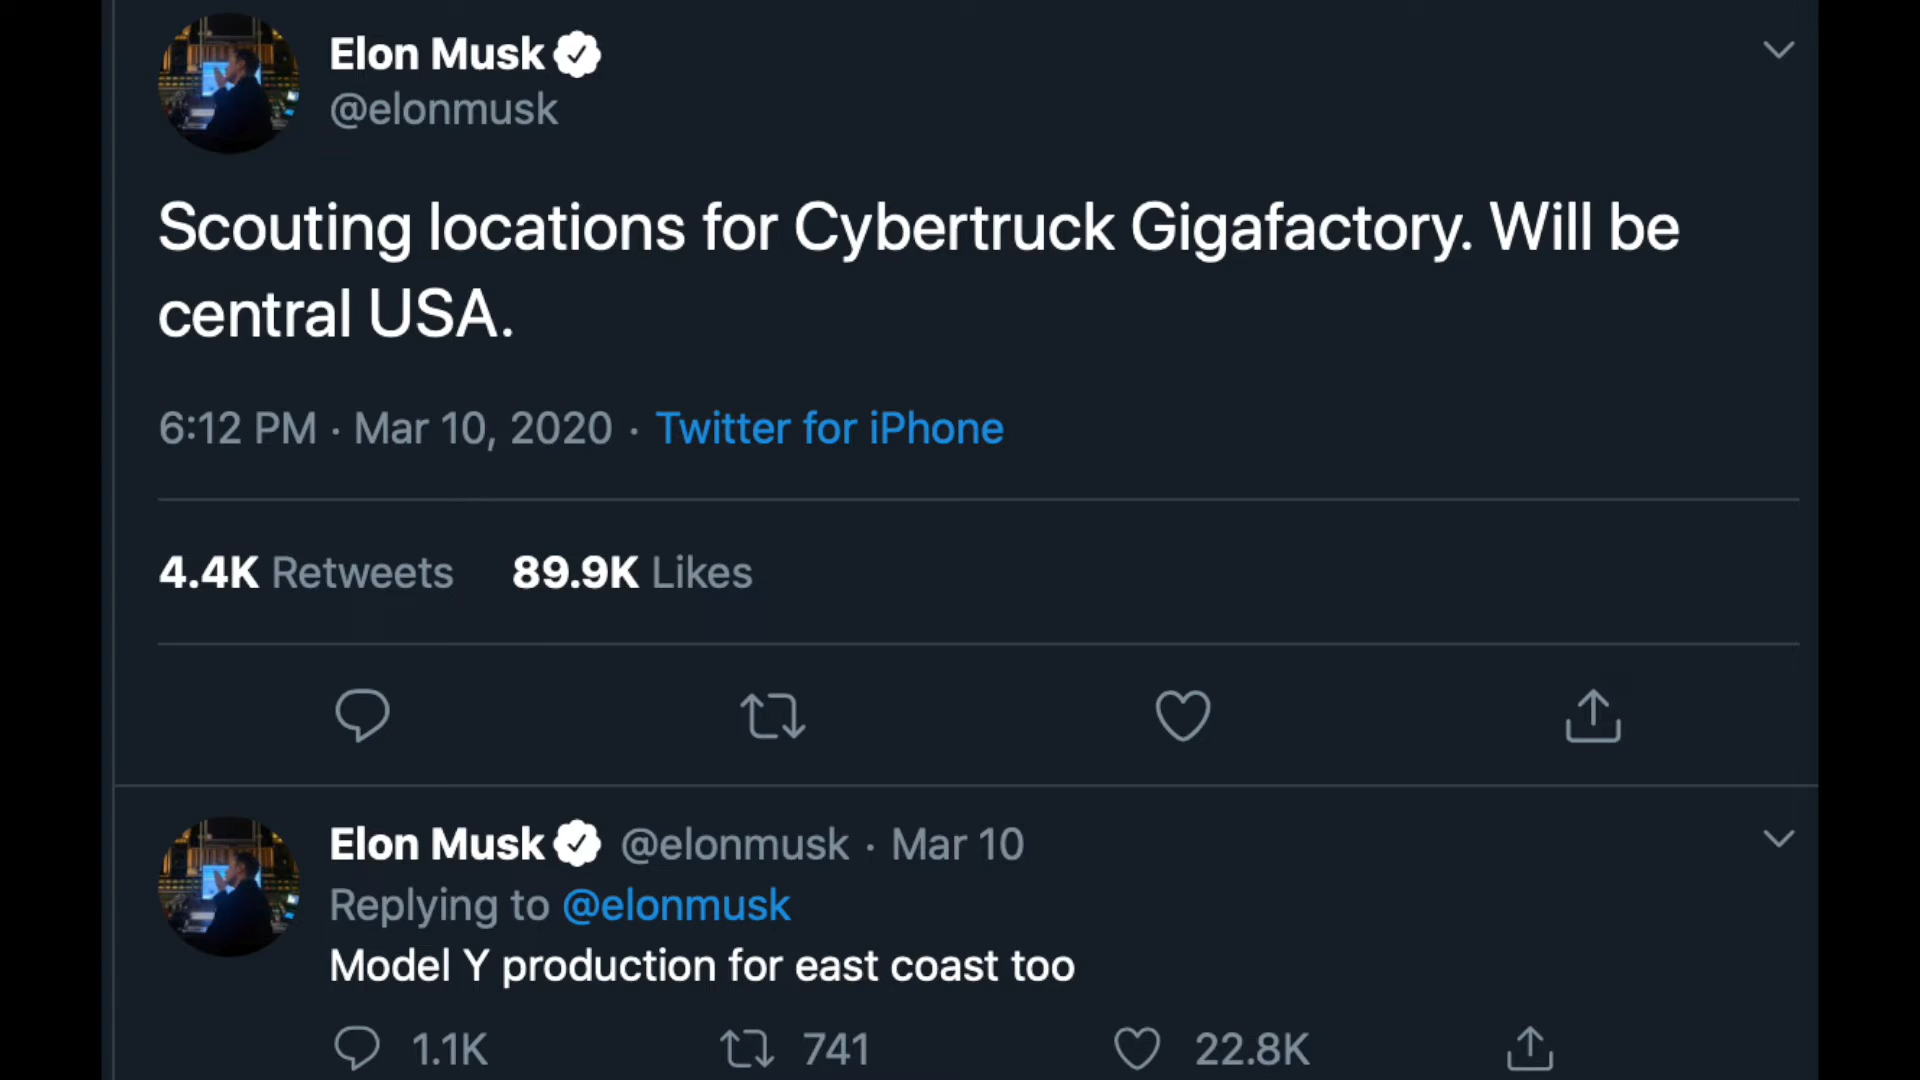 Elon Musk
@elonmusk
Scouting locations for Cybertruck Gigafactory. Will be
central USA.
6:12 PM · Mar 10, 2020 · Twitter for iPhone
4.4K Retweets 89.9K Likes
Elon Musk @elonmusk · Mar 10
Replying to @elonmusk
Model Y production for east coast too
1.1K 741 22.8K